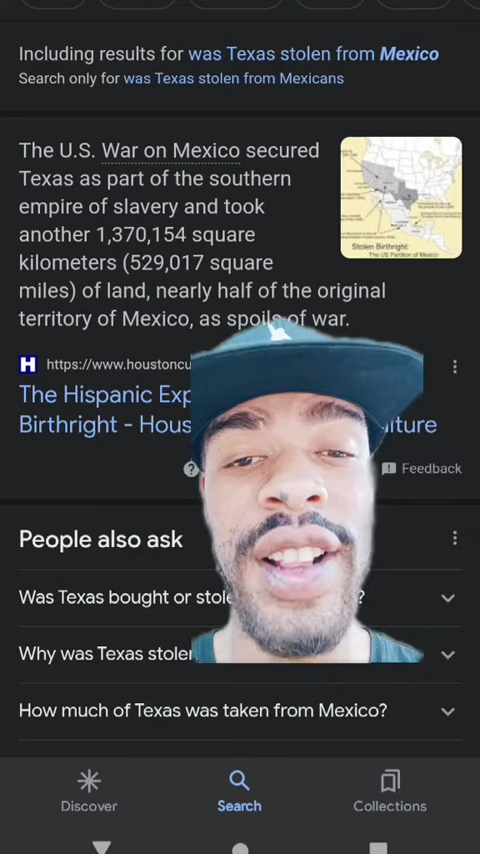 Including results for was Texas stolen from Mexico
Search only for was Texas stolen from Mexicans
The U.S. War on Mexico secured
Texas as part of the southern
empire of slavery and took
another 1,370,154 square
kilometers (529,017 square
miles) of land, nearly half of the original
territory of Mexico, as spoils of war.
Stolen Birthright:
The US Partition of Mexico
H https://www.houstoncu
The Hispanic Exp
Birthright - Hous lture
Feedback
People also ask
Was Texas bought or stole ?
Why was Texas stolen
How much of Texas was taken from Mexico?
Discover
Search
Collections